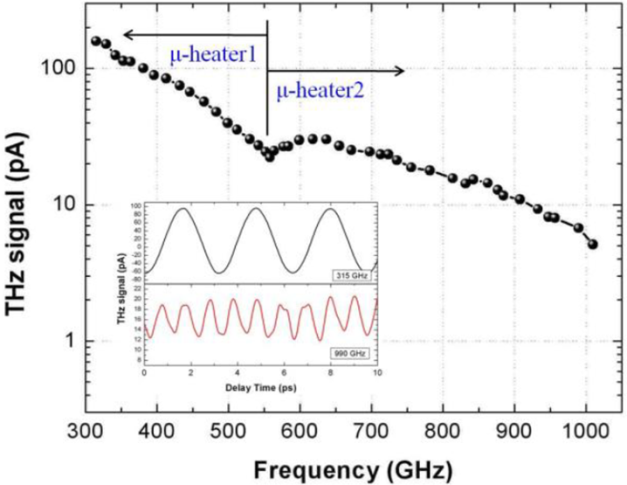 μ-heater1
μ-heater2
THz signal (pA)
100
10
1
300 400 500 600 700 800 900 1000
Frequency (GHz)
THz signal (pA)
100
80
60
40
20
0
-20
-40
-60
-80
315 GHz
22
20
18
16
14
12
10
8
990 GHz
0 2 4 6 8 10
Delay Time (ps)